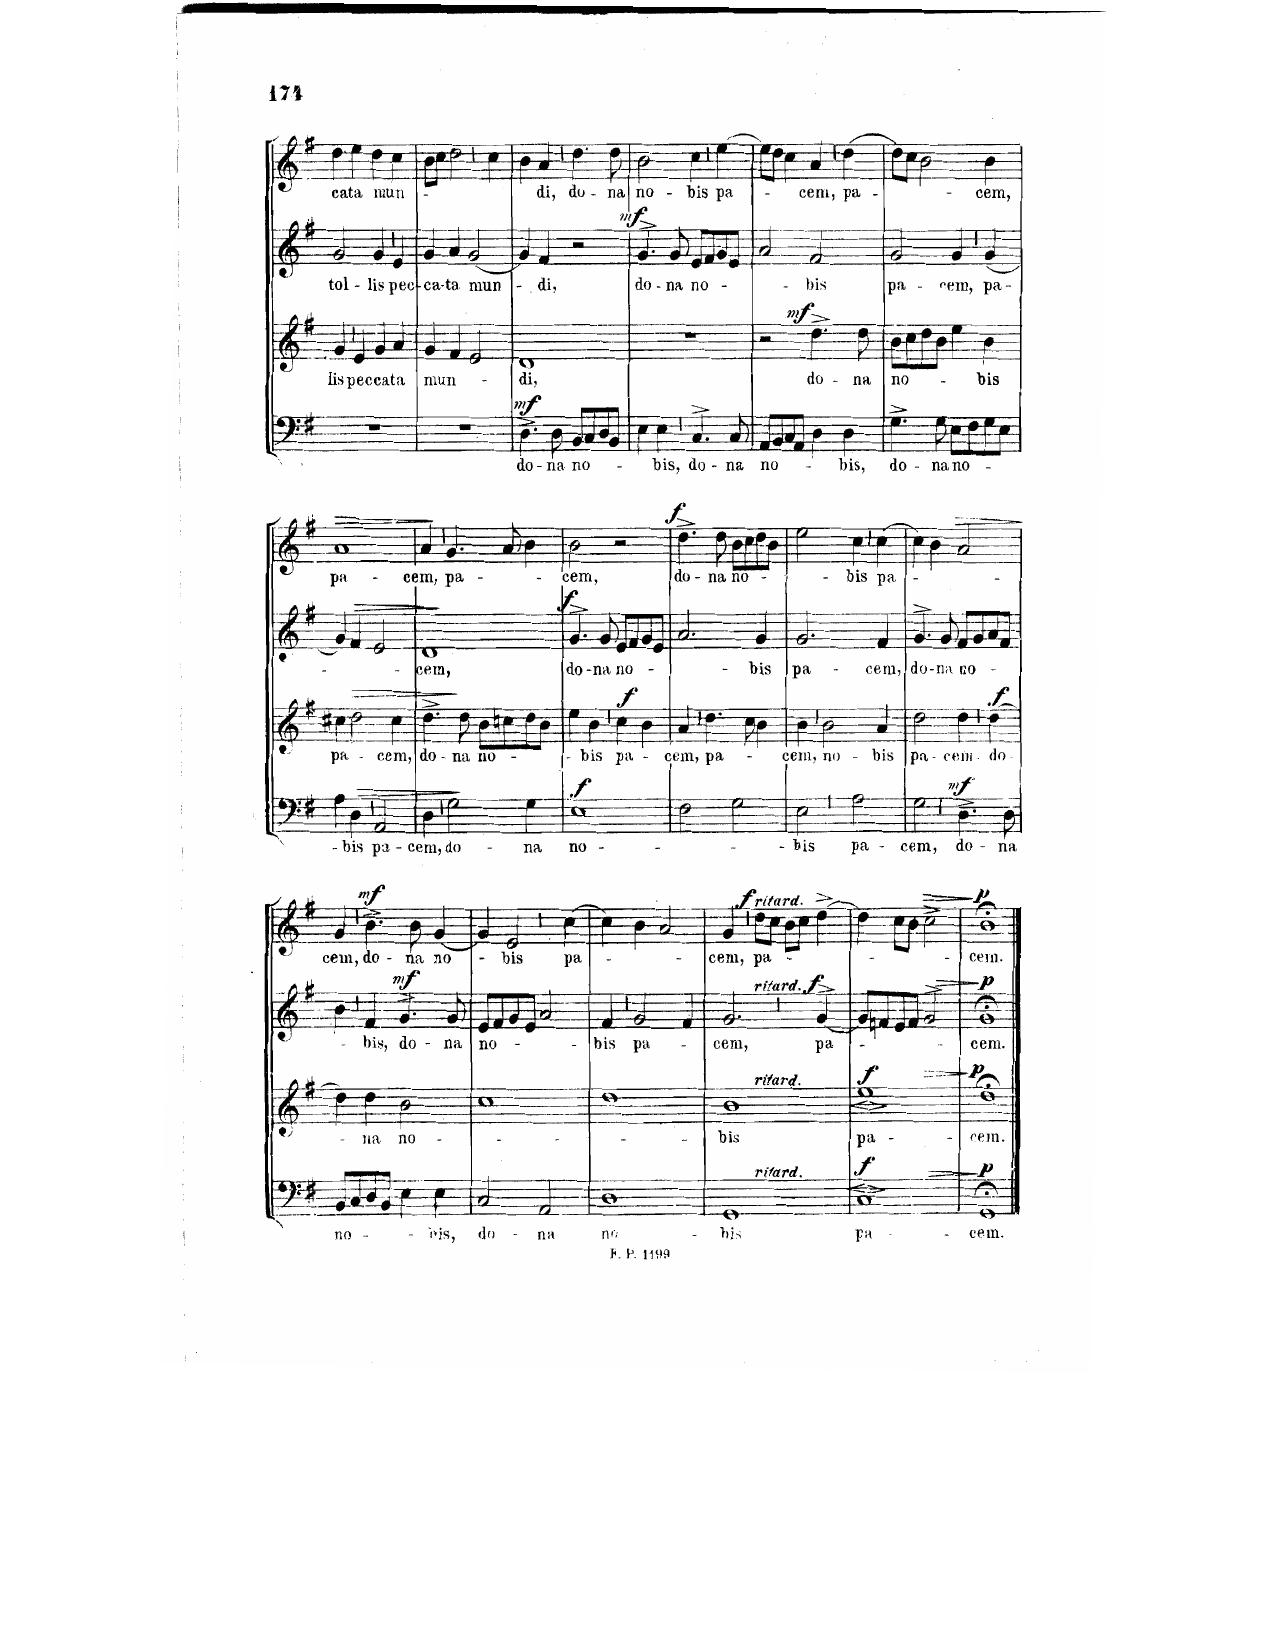 174
cata mun - di, do - na no - bis pa - cem, pa - cem,
mf
tol - lis pec-ca-ta mun - di, do - na no - bis pa - cem, pa-
mf
lis peccata mun - di, do - na no - bis
mf
do - na no - bis, do - na no - bis, do - na no -
f
pa - cem, pa - cem, do - na no - bis pa -
f
- cem, do - na no - bis pa - cem, do - na no -
f f
pa - cem, do - na no - bis pa - cem, pa - cem, no - bis pa - cem. do -
f mf
- bis pa - cem, do - na no - bis pa - cem, do - na
mf f ritard. p
cem, do - na no - bis pa - cem, pa - cem.
mf ritard. f p
- bis, do - na no - bis pa - cem, pa - cem.
ritard. f p
- na no - bis pa - cem.
ritard. f p
no - bis, do - na no - bis pa - cem.
F. P. 1199